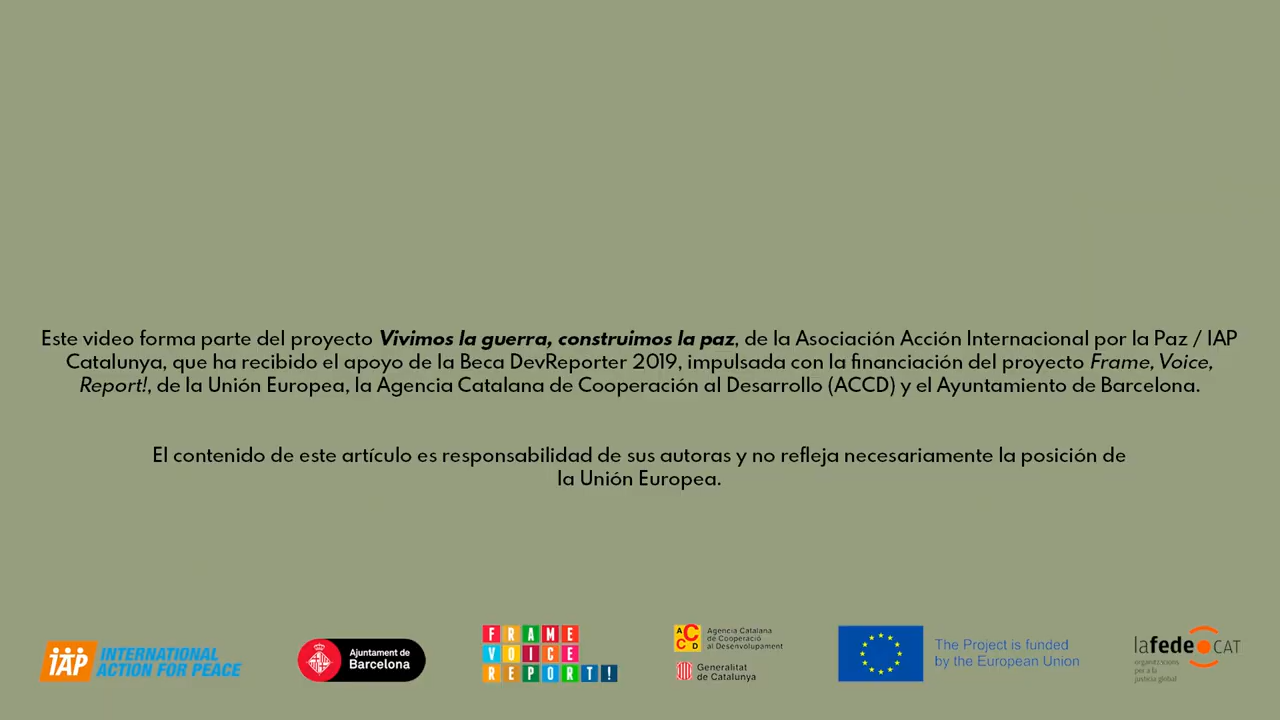 Este video forma parte del proyecto Vivimos la guerra, construimos la paz, de la Asociación Acción Internacional por la Paz / IAP
Catalunya, que ha recibido el apoyo de la Beca DevReporter 2019, impulsada con la financiación del proyecto Frame, Voice,
Report!, de la Unión Europea, la Agencia Catalana de Cooperación al Desarrollo (ACCD) y el Ayuntamiento de Barcelona.
El contenido de este artículo es responsabilidad de sus autoras y no refleja necesariamente la posición de
la Unión Europea.
iAP INTERNATIONAL
ACTION FOR PEACE
Ajuntament de
Barcelona
FRAME
VOICE
REPORT!
ACCD
Agencia Catalana
de Cooperació
al Desenvolupament
Generalitat
de Catalunya
The Project is funded
by the European Union
lafede CAT
organitzacions
per a la
justícia global